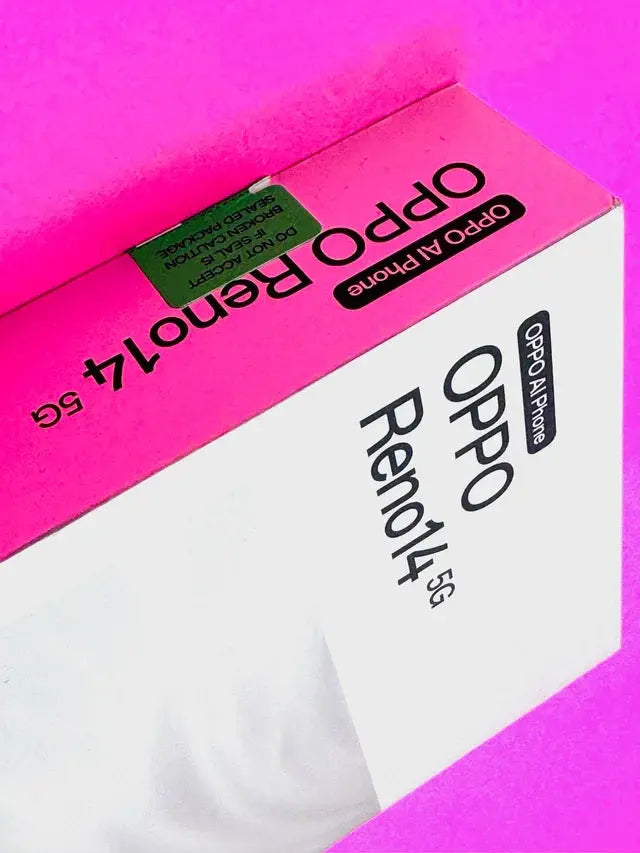 OPPO AI Phone
OPPO Reno14 5G
DO NOT ACCEPT
IF SEAL IS
BROKEN CAUTION
SEALED PACKAGE
OPPO AI Phone
OPPO
Reno14 5G